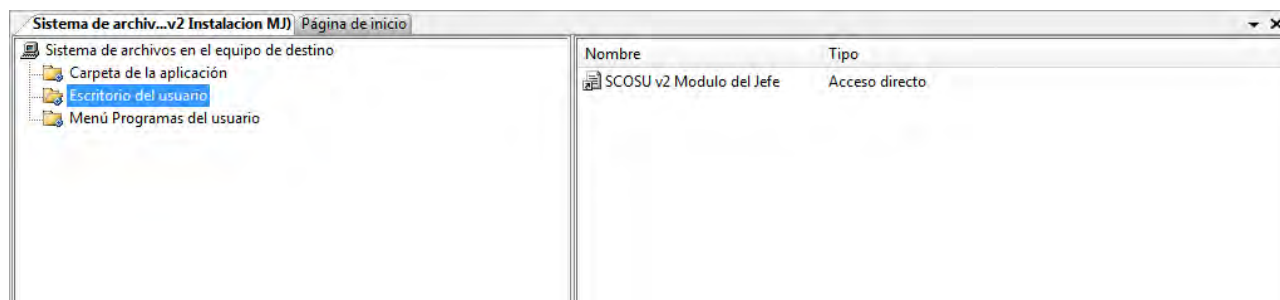 Sistema de archiv...v2 Instalacion MJ) Página de inicio
Sistema de archivos en el equipo de destino
Carpeta de la aplicación
Escritorio del usuario
Menú Programas del usuario
Nombre Tipo
SCOSU v2 Modulo del Jefe Acceso directo